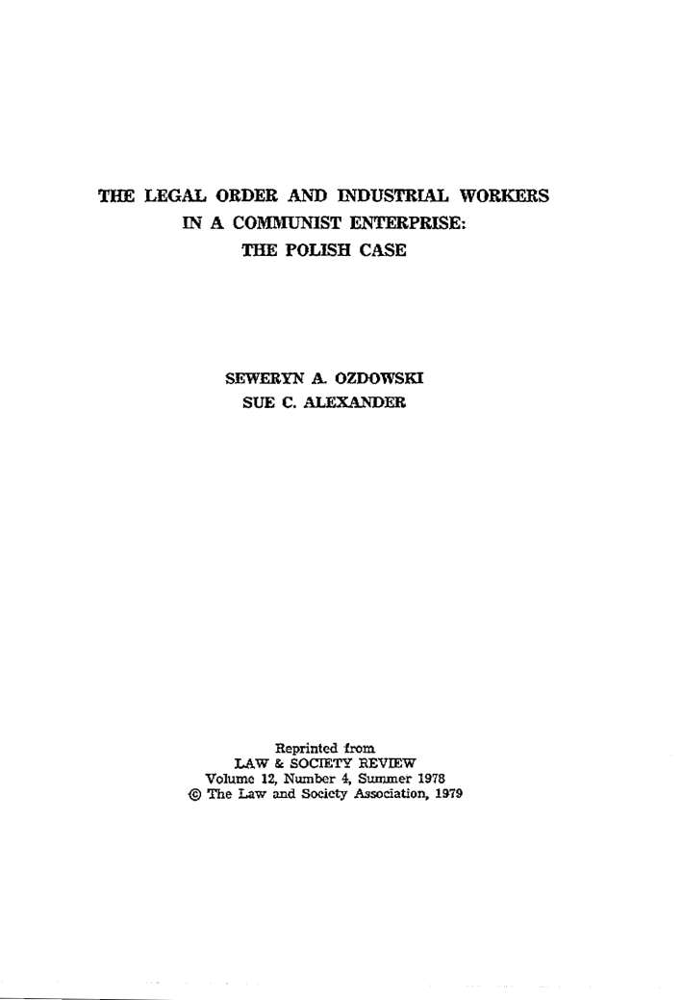 THE LEGAL ORDER AND INDUSTRIAL WORKERS
IN A COMMUNIST ENTERPRISE:
THE POLISH CASE
SEWERYN A. OZDOWSKI
SUE C. ALEXANDER
Reprinted from
LAW & SOCIETY REVIEW
Volume 12, Number 4, Summer 1978
© The Law and Society Association, 1979